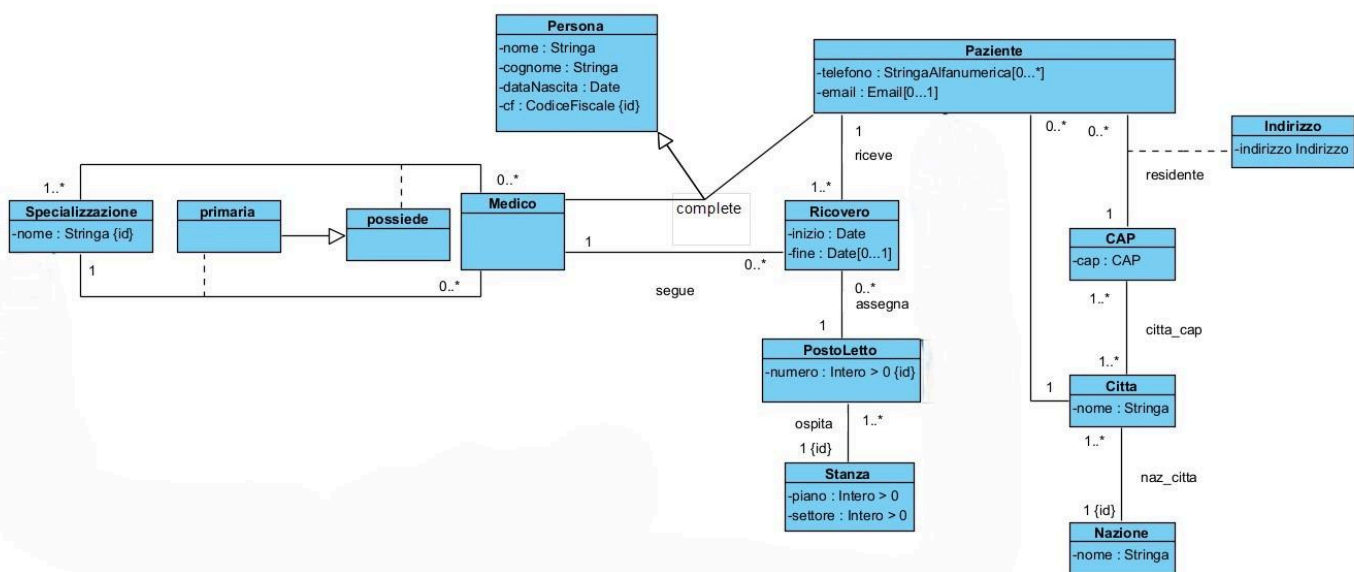 Persona
-nome : Stringa
-cognome : Stringa
-dataNascita : Date
-cf : CodiceFiscale {id}
Paziente
-telefono : StringaAlfanumerica[0...*]
-email : Email[0...1]
Indirizzo
-indirizzo Indirizzo
0..*
0..*
residente
1
1
riceve
1..*
complete
1..*
0..*
Specializzazione
-nome : Stringa {id}
primaria
possiede
Medico
Ricovero
-inizio : Date
-fine : Date[0...1]
CAP
-cap : CAP
1
0..*
1
0..*
segue
0..*
assegna
1
1..*
citta_cap
1..*
PostoLetto
-numero : Intero > 0 {id}
1
Citta
-nome : Stringa
ospita
1..*
1 {id}
1..*
naz_citta
1 {id}
Stanza
-piano : Intero > 0
-settore : Intero > 0
Nazione
-nome : Stringa